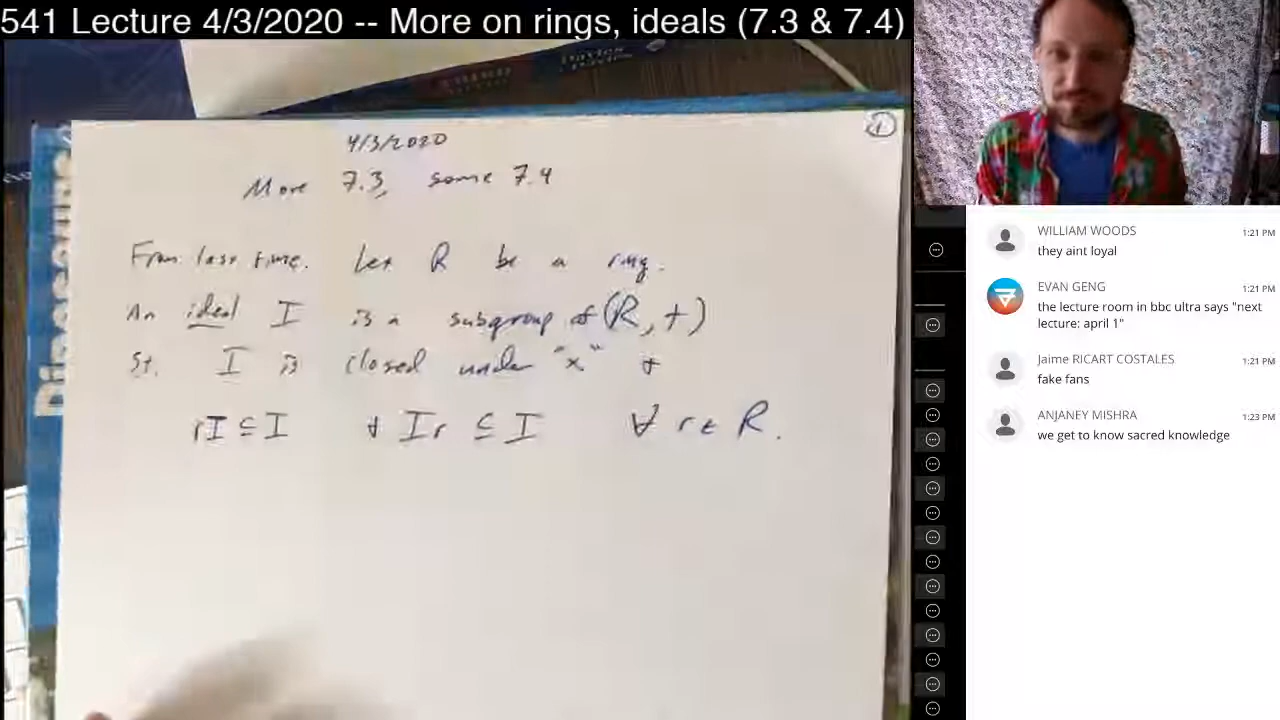 541 Lecture 4/3/2020 -- More on rings, ideals (7.3 & 7.4)
4/3/2020
1
More 7.3, some 7.4
From last time. Let R be a ring.
An ideal I is a subgroup of (R, +)
st. I is closed under "x" +
rI ⊆ I + Ir ⊆ I ∀ r ∈ R.
WILLIAM WOODS 1:21 PM
they aint loyal
EVAN GENG 1:21 PM
the lecture room in bbc ultra says "next
lecture: april 1"
Jaime RICART COSTALES 1:21 PM
fake fans
ANJANEY MISHRA 1:23 PM
we get to know sacred knowledge